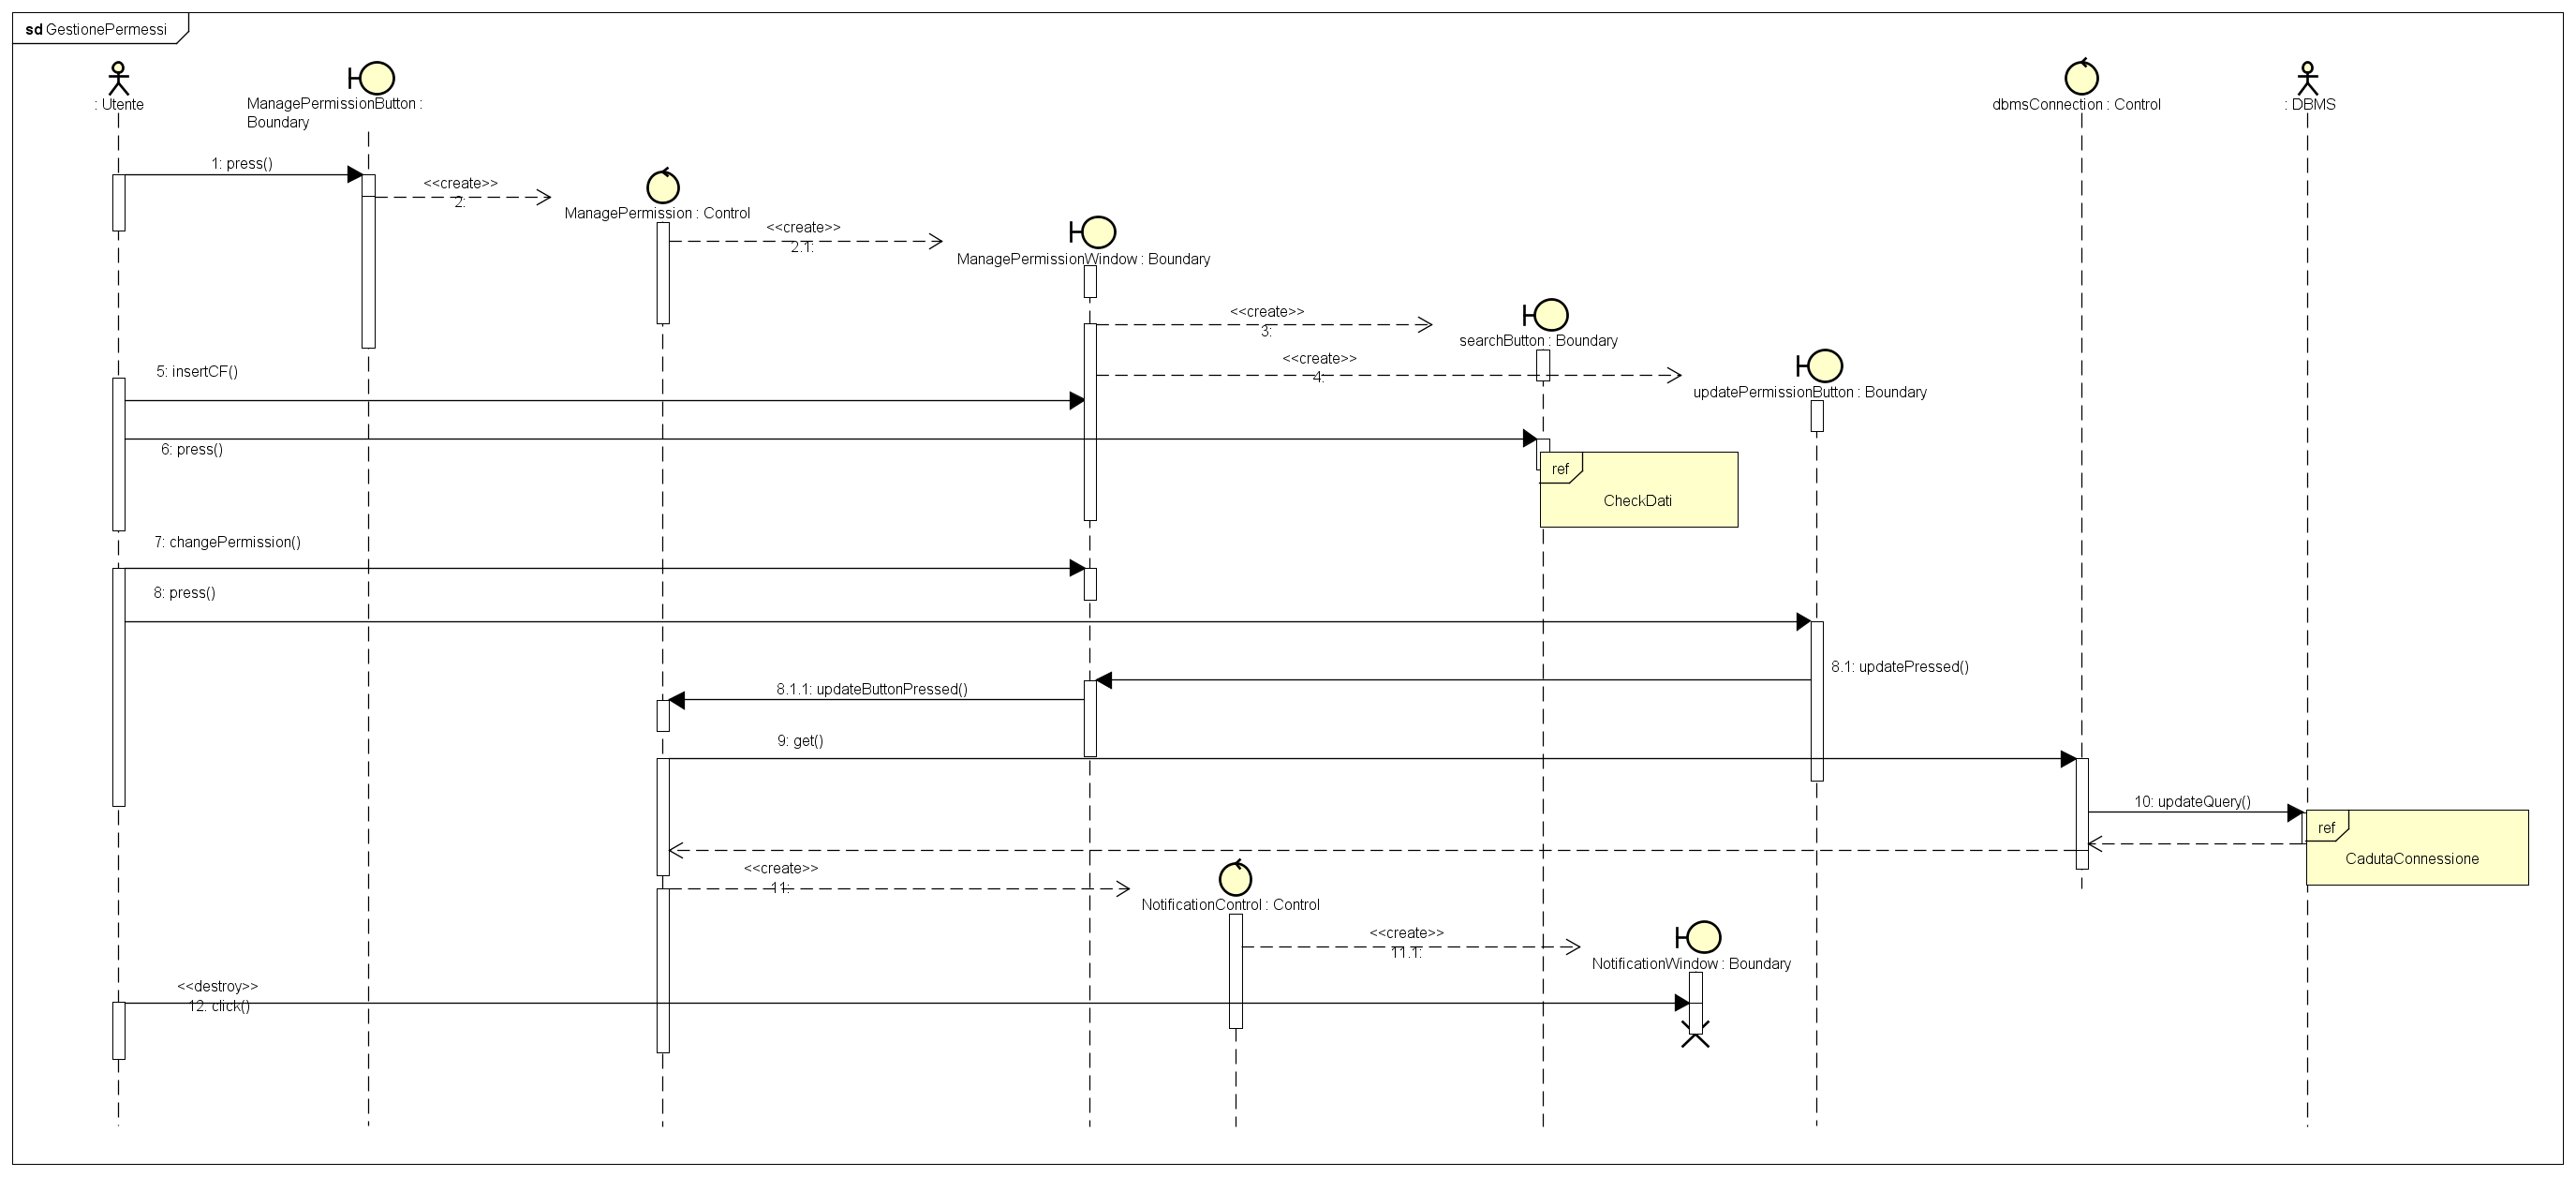 sd GestionePermessi
: Utente
ManagePermissionButton :
Boundary
dbmsConnection : Control
: DBMS
1: press()
<<create>>
2:
ManagePermission : Control
<<create>>
2.1:
ManagePermissionWindow : Boundary
<<create>>
3:
searchButton : Boundary
<<create>>
4:
updatePermissionButton : Boundary
5: insertCF()
6: press()
ref
CheckDati
7: changePermission()
8: press()
8.1: updatePressed()
8.1.1: updateButtonPressed()
9: get()
10: updateQuery()
ref
CadutaConnessione
<<create>>
11:
NotificationControl : Control
<<create>>
11.1:
NotificationWindow : Boundary
<<destroy>>
12: click()